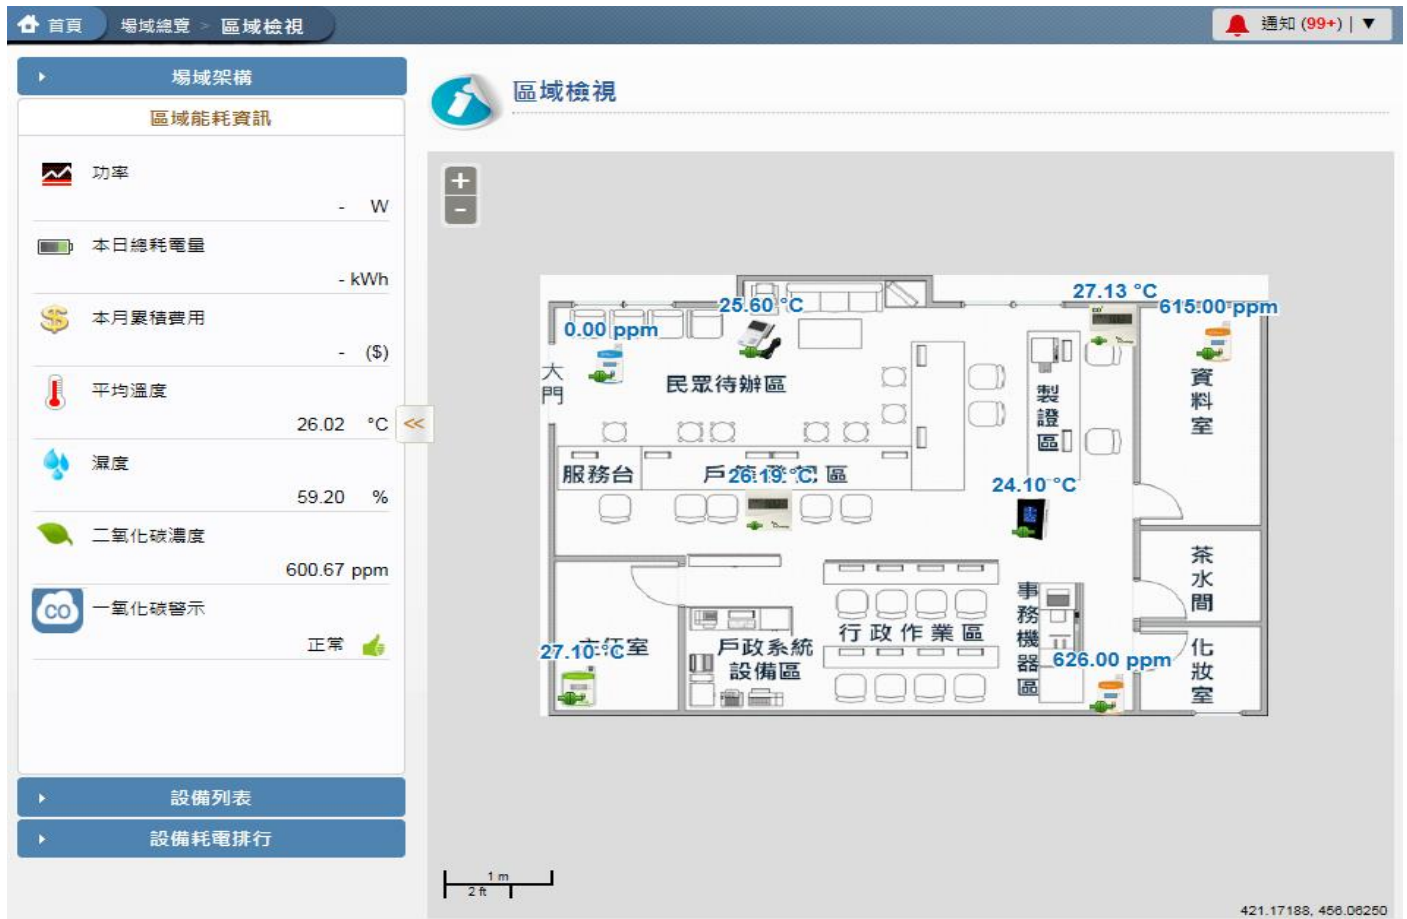 首頁 場域總覽 > 區域檢視
通知 (99+) | ▼
場域架構
區域能耗資訊
功率
- W
本日總耗電量
- kWh
本月累積費用
- ($)
平均溫度
26.02 °C
濕度
59.20 %
二氧化碳濃度
600.67 ppm
CO 一氧化碳警示
正常
設備列表
設備耗電排行
<<
區域檢視
+
-
27.13 °C
25.60 °C
615.00 ppm
0.00 ppm
大門
民眾待辦區
製證區
資料室
服務台
戶籍登記區
26.19 °C
24.10 °C
茶水間
事務機器區
行政作業區
主任室
27.10 °C
戶政系統
設備區
626.00 ppm
化妝室
1 m
2 ft
421.17188, 456.06250